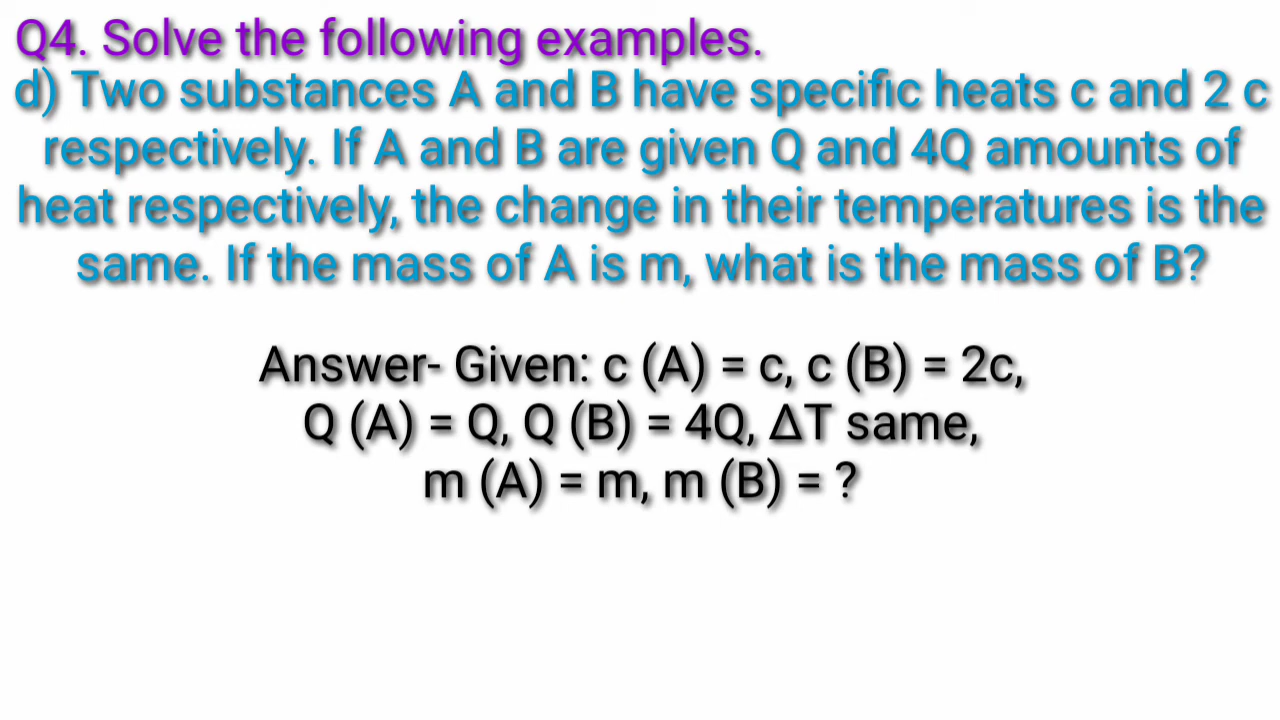 Q4. Solve the following examples.
d) Two substances A and B have specific heats c and 2 c
respectively. If A and B are given Q and 4Q amounts of
heat respectively, the change in their temperatures is the
same. If the mass of A is m, what is the mass of B?
Answer- Given: c (A) = c, c (B) = 2c,
Q (A) = Q, Q (B) = 4Q, ΔT same,
m (A) = m, m (B) = ?